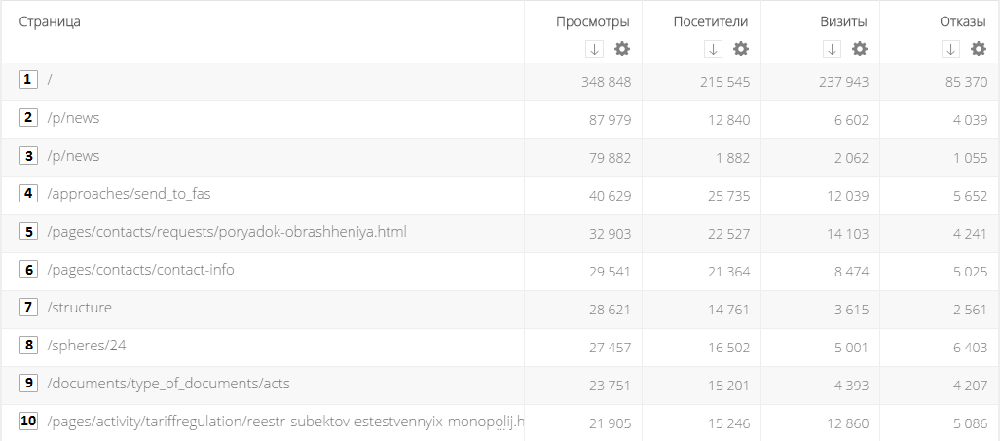 Страница Просмотры Посетители Визиты Отказы
1 / 348 848 215 545 237 943 85 370
2 /p/news 87 979 12 840 6 602 4 039
3 /p/news 79 882 1 882 2 062 1 055
4 /approaches/send_to_fas 40 629 25 735 12 039 5 652
5 /pages/contacts/requests/poryadok-obrashheniya.html 32 903 22 527 14 103 4 241
6 /pages/contacts/contact-info 29 541 21 364 8 474 5 025
7 /structure 28 621 14 761 3 615 2 561
8 /spheres/24 27 457 16 502 5 001 6 403
9 /documents/type_of_documents/acts 23 751 15 201 4 393 4 207
10 /pages/activity/tariffregulation/reestr-subektov-estestvennyix-monopolij.h 21 905 15 246 12 860 5 086